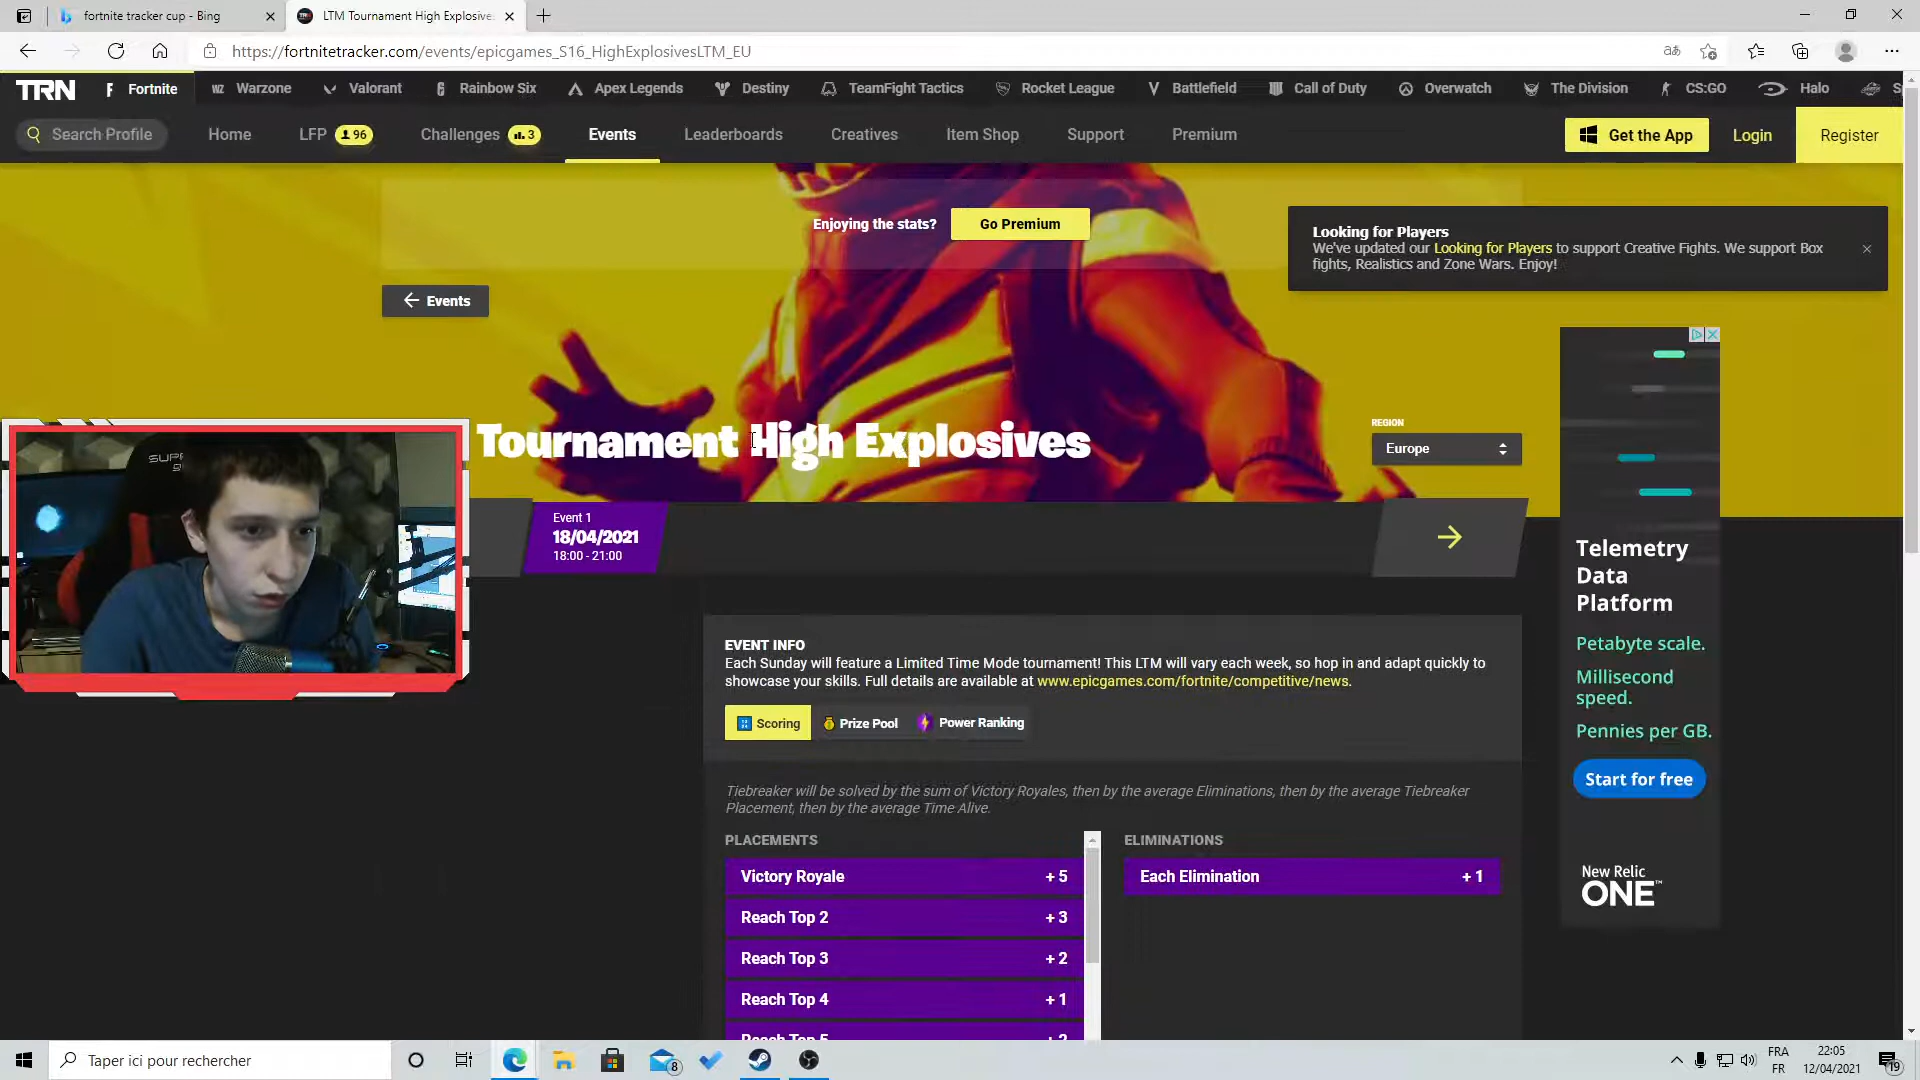 fortnite tracker cup - Bing
LTM Tournament High Explosives
https://fortnitetracker.com/events/epicgames_S16_HighExplosivesLTM_EU
aあ
TRN
Fortnite
WZ Warzone
Valorant
Rainbow Six
Apex Legends
Destiny
TeamFight Tactics
Rocket League
Battlefield
Call of Duty
Overwatch
The Division
CS:GO
Halo
Search Profile
Home
LFP 96
Challenges 3
Events
Leaderboards
Creatives
Item Shop
Support
Premium
Get the App
Login
Register
Enjoying the stats?
Go Premium
Looking for Players
We've updated our Looking for Players to support Creative Fights. We support Box
fights, Realistics and Zone Wars. Enjoy!
Events
Tournament High Explosives
REGION
Europe
Event 1
18/04/2021
18:00 - 21:00
EVENT INFO
Each Sunday will feature a Limited Time Mode tournament! This LTM will vary each week, so hop in and adapt quickly to
showcase your skills. Full details are available at www.epicgames.com/fortnite/competitive/news.
Scoring
Prize Pool
Power Ranking
Tiebreaker will be solved by the sum of Victory Royales, then by the average Eliminations, then by the average Tiebreaker
Placement, then by the average Time Alive.
PLACEMENTS
Victory Royale + 5
Reach Top 2 + 3
Reach Top 3 + 2
Reach Top 4 + 1
Reach Top 5 + 2
ELIMINATIONS
Each Elimination + 1
Telemetry
Data
Platform
Petabyte scale.
Millisecond
speed.
Pennies per GB.
Start for free
New Relic
ONE™
Taper ici pour rechercher
8
FRA
FR
22:05
12/04/2021
19